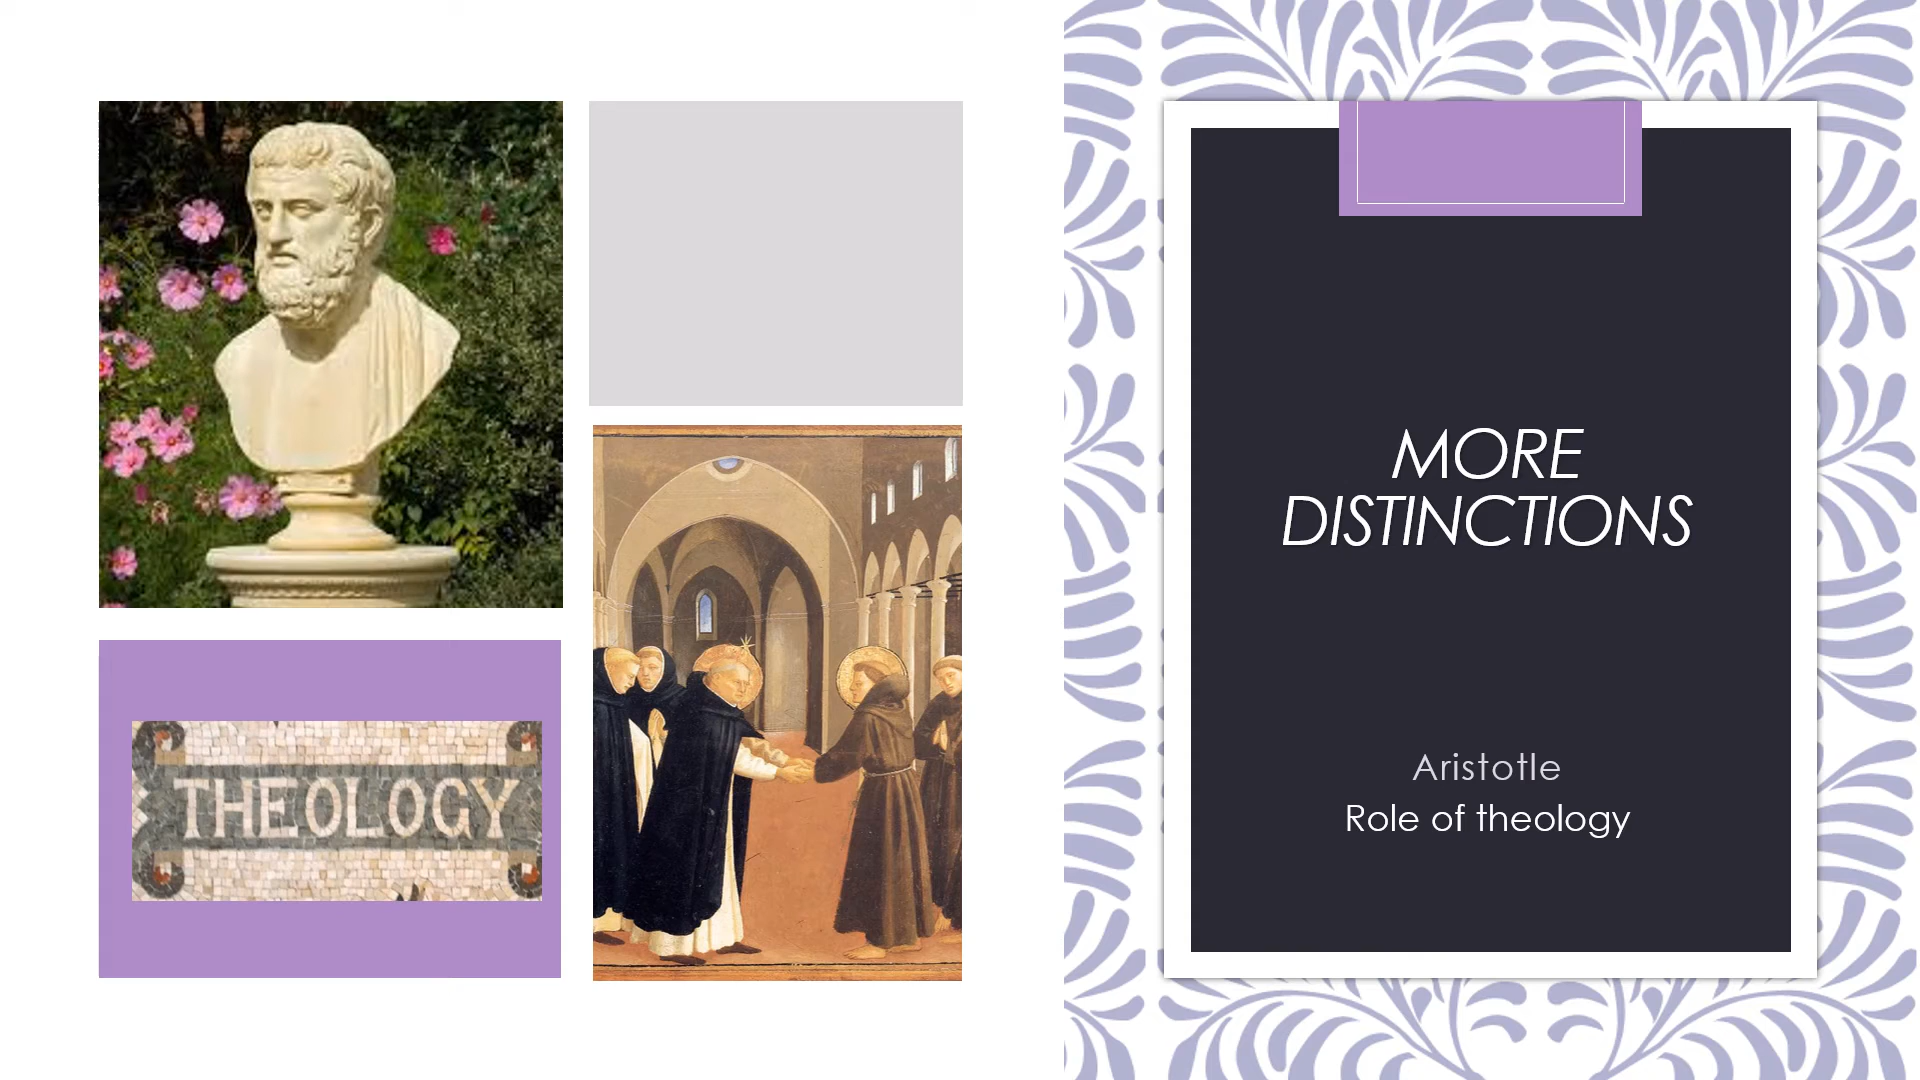 THEOLOGY
MORE
DISTINCTIONS
Aristotle
Role of theology